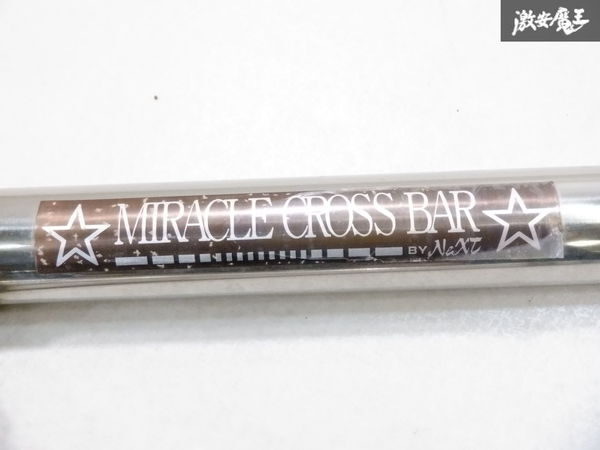 激安魔王
MIRACLE CROSS BAR
BY NaXT